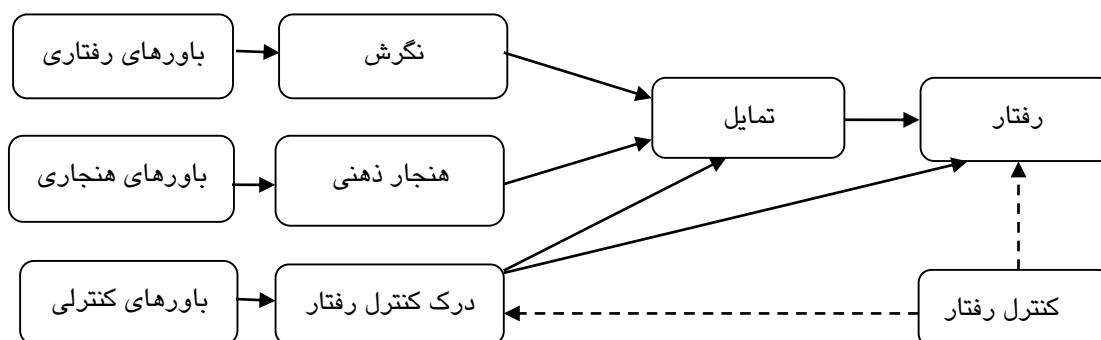 باورهای رفتاری
نگرش
تمایل
رفتار
باورهای هنجاری
هنجار ذهنی
باورهای کنترلی
درک کنترل رفتار
کنترل رفتار